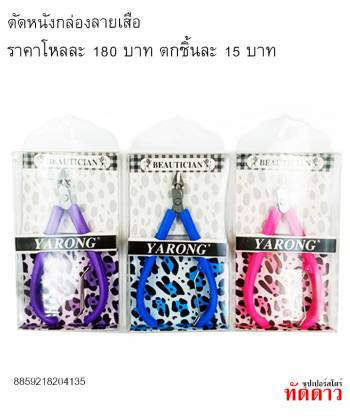 ตัดหนังกล่องลายเสือ
ราคาโหลละ 180 บาท ตกชิ้นละ 15 บาท
BEAUTICIAN BEAUTICIAN BEAUTICIAN
YARONG® YARONG® YARONG®
8859218204135
ซุปเปอร์สโตร์
ทัดดาว